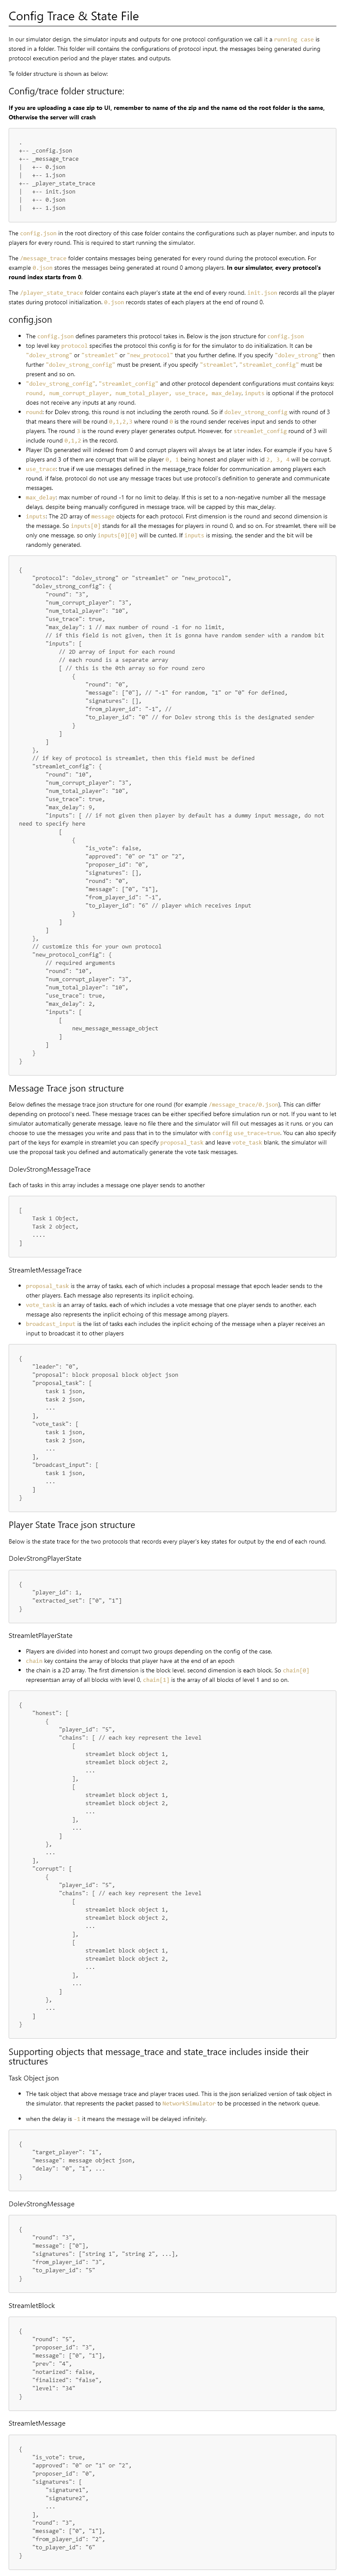 Config Trace & State File
In our simulator design, the simulator inputs and outputs for one protocol configuration we call it a running case is
stored in a folder. This folder will contain the configurations of protocol input, the messages being generated during
protocol execution period and the player states, and outputs.
Te folder structure is shown as below:
Config/trace folder structure:
If you are uploading a case zip to UI, remember to name of the zip and the name od the root folder is the same,
Otherwise the server will crash
.
+-- _config.json
+-- _message_trace
|   +-- 0.json
|   +-- 1.json
+-- _player_state_trace
|   +-- init.json
|   +-- 0.json
|   +-- 1.json
The config.json in the root directory of this case folder contains the configurations such as player number, and inputs to
players for every round. This is required to start running the simulator.
The /message_trace folder contains messages being generated for every round during the protocol execution. For
example 0.json stores the messages being generated at round 0 among players. In our simulator, every protocol's
round index starts from 0.
The /player_state_trace folder contains each player's state at the end of every round. init.json records all the player
states during protocol initialization. 0.json records states of each players at the end of round 0.
config.json
The config.json defines parameters this protocol takes in. Below is the json structure for config.json
top level key protocol specifies the protocol this config is for for the simulator to do initialization. It can be
"dolev_strong" or "streamlet" or "new_protocol" that you further define. If you specify "dolev_strong" then
further "dolev_strong_config" must be present, if you specify "streamlet", "streamlet_config" must be
present and so on.
"dolev_strong_config", "streamlet_config" and other protocol must specify configurations with given keys:
round, num_corrupt_player, num_total_player, use_trace, max_delay, inputs is optional if the protocol
does not receive any inputs at any round.
round: for Dolev Strong this means number of rounds excluding the input round. So if dolev_strong_config with round of 3
that means there will be round 0,1,2,3 where round 0 is the round sender receives input and sends to other
players. The round 3 is the round every player generates output. However, for streamlet_config round of 3 will
include round 0,1,2 in the record.
Player IDs generated will indexed from 0 and corrupt players will always be at later index. For example if you have 5
players and 3 of them are corrupt that will be player 0, 1 being honest and player with id 2, 3, 4 will be corrupt.
use_trace: true if we use messages defined in every message_trace folder for communication among players each
round, if false, protocol do not use any message traces but use protocol definition to generate and communicate
messages.
max_delay: max number of round -1 for no limit to delay. If this is set to some non-negative number all the message
delays, despite being manually configured in message trace, will be capped by this max_delay.
inputs: The 2D array of message objects for each protocol. First dimension is the round and second dimension is
the message. So inputs[0] stands for all the messages for players in round 0, and so on. For streamlet, there will be
only one message, so only inputs[0][0] will be curted. If inputs is missing, the sender and the bit will be
randomly generated.
{
    "protocol": "dolev_strong" or "streamlet" or "new_protocol",
    "dolev_strong_config": {
        "round": "3",
        "num_corrupt_player": "3",
        "num_total_player": "10",
        "use_trace": true,
        "max_delay": 1 // max number of round -1 for no limit,
        // if this field is not given, then it is gonna have random sender with a random bit
        "inputs": [
            // 2D array of input for each round
            // each round is a separate array
            [ // this is the 0th array so for round zero
                {
                    "round": "0",
                    "message": ["0"], // "-1" for random, "1" or "0" for defined,
                    "signatures": [],
                    "from_player_id": "-1", //
                    "to_player_id": "0" // for Dolev strong this is the designated sender
                }
            ]
        ]
    },
    // if key of protocol is streamlet, then this field must be defined
    "streamlet_config": {
        "round": "10",
        "num_corrupt_player": "3",
        "num_total_player": "10",
        "use_trace": true,
        "max_delay": 9,
        "inputs": [ // if not given then player by default has a dummy input message, do not
need to specify here
            [
                {
                    "is_vote": false,
                    "approved": "0" or "1" or "2",
                    "proposer_id": "0",
                    "signatures": [],
                    "round": "0",
                    "message": ["0", "1"],
                    "from_player_id": "-1",
                    "to_player_id": "6" // player which receives input
                }
            ]
        ]
    },
    // customize this for your own protocol
    "new_protocol_config": {
        // required arguments
        "round": "10",
        "num_corrupt_player": "3",
        "num_total_player": "10",
        "use_trace": true,
        "max_delay": 2,
        "inputs": [
            [
                new_message_message_object
            ]
        ]
    }
}
Message Trace json structure
Below defines the message trace json structure for one round (for example /message_trace/0.json). This can differ
depending on protocol's need. These message traces can be either specified before simulation run or not. If you want to let
simulator automatically generate message, leave no file there and the simulator will fill out messages as it runs, or you can
choose to use the messages you write and pass that in to the simulator with config use_trace=true. You can also specify
part of the keys for example in streamlet you can specify proposal_task and leave vote_task blank, the simulator will
use the proposal task you defined and automatically generate the vote task messages.
DolevStrongMessageTrace
Each of tasks in this array includes a message one player sends to another
[
    Task 1 Object,
    Task 2 object,
    ....
]
StreamletMessageTrace
proposal_task is the array of tasks, each of which includes a proposal message that epoch leader sends to the
other players. Each message also represents its implicit echoing.
vote_task is an array of tasks, each of which includes a vote message that one player sends to another, each
message also represents the implicit echoing of this message among players.
broadcast_input is the list of tasks each includes the implicit echoing of the message when a player receives an
input to broadcast it to other players
{
    "leader": "0",
    "proposal": block proposal block object json
    "proposal_task": [
        task 1 json,
        task 2 json,
        ...
    ],
    "vote_task": [
        task 1 json,
        task 2 json,
        ...
    ],
    "broadcast_input": [
        task 1 json,
        ...
    ]
}
Player State Trace json structure
Below is the state trace for the two protocols that records every player's key states for output by the end of each round.
DolevStrongPlayerState
{
    "player_id": 1,
    "extracted_set": ["0", "1"]
}
StreamletPlayerState
Players are divided into honest and corrupt two groups depending on the config of the case.
chain key contains the array of blocks that player have at the end of an epoch
the chain is a 2D array. The first dimension is the block level, second dimension is each block. So chain[0]
representsan array of all blocks with level 0, chain[1] is the array of all blocks of level 1 and so on.
{
    "honest": [
        {
            "player_id": "5",
            "chains": [ // each key represent the level
                [
                    streamlet block object 1,
                    streamlet block object 2,
                    ...
                ],
                [
                    streamlet block object 1,
                    streamlet block object 2,
                    ...
                ],
                ...
            ]
        },
        ...
    ],
    "corrupt": [
        {
            "player_id": "5",
            "chains": [ // each key represent the level
                [
                    streamlet block object 1,
                    streamlet block object 2,
                    ...
                ],
                [
                    streamlet block object 1,
                    streamlet block object 2,
                    ...
                ],
                ...
            ]
        },
        ...
    ]
}
Supporting objects that message_trace and state_trace includes inside their
structures
Task Object json
THe task object that above message trace and player traces used. This is the json serialized version of task object in
the simulator. that represents the packet passed to NetworkSimulator to be processed in the network queue.
when the delay is -1 it means the message will be delayed infinitely.
{
    "target_player": "1",
    "message": message object json,
    "delay": "0", "1", ...
}
DolevStrongMessage
{
    "round": "3",
    "message": ["0"],
    "signatures": ["string 1", "string 2", ...],
    "from_player_id": "3",
    "to_player_id": "5"
}
StreamletBlock
{
    "round": "5",
    "proposer_id": "3",
    "message": ["0", "1"],
    "prev": "4",
    "notarized": false,
    "finalized": "false",
    "level": "34"
}
StreamletMessage
{
    "is_vote": true,
    "approved": "0" or "1" or "2",
    "proposer_id": "0",
    "signatures": [
        "signature1",
        "signature2",
        ...
    ],
    "round": "3",
    "message": ["0", "1"],
    "from_player_id": "2",
    "to_player_id": "6"
}